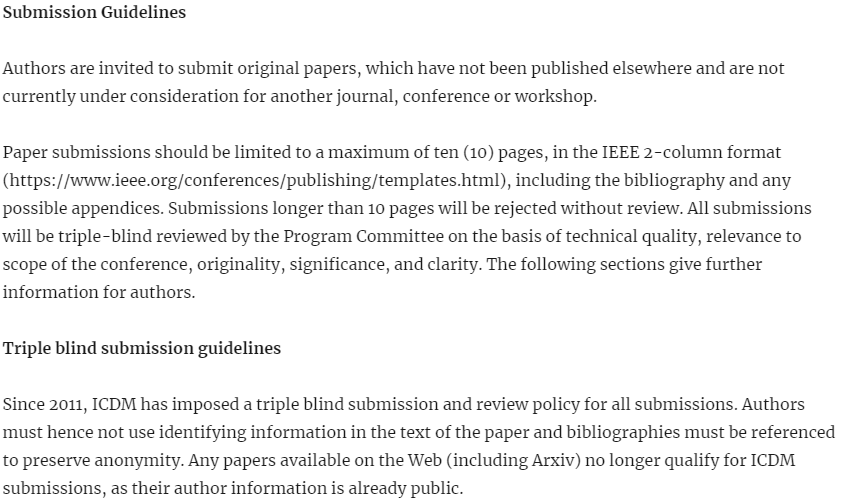 Submission Guidelines
Authors are invited to submit original papers, which have not been published elsewhere and are not
currently under consideration for another journal, conference or workshop.
Paper submissions should be limited to a maximum of ten (10) pages, in the IEEE 2-column format
(https://www.ieee.org/conferences/publishing/templates.html), including the bibliography and any
possible appendices. Submissions longer than 10 pages will be rejected without review. All submissions
will be triple-blind reviewed by the Program Committee on the basis of technical quality, relevance to
scope of the conference, originality, significance, and clarity. The following sections give further
information for authors.
Triple blind submission guidelines
Since 2011, ICDM has imposed a triple blind submission and review policy for all submissions. Authors
must hence not use identifying information in the text of the paper and bibliographies must be referenced
to preserve anonymity. Any papers available on the Web (including Arxiv) no longer qualify for ICDM
submissions, as their author information is already public.